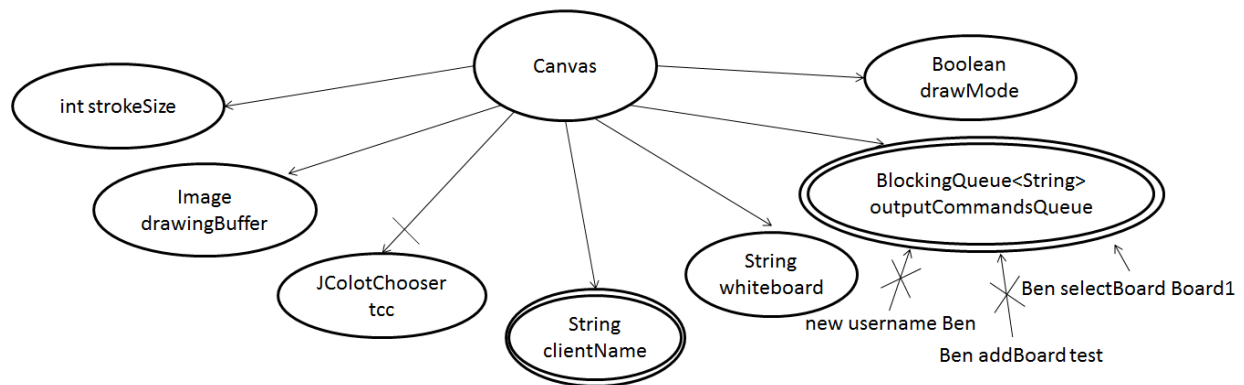 Canvas
Boolean
drawMode
int strokeSize
BlockingQueue<String>
outputCommandsQueue
Image
drawingBuffer
String
whiteboard
JColotChooser
tcc
Ben selectBoard Board1
new username Ben
String
clientName
Ben addBoard test